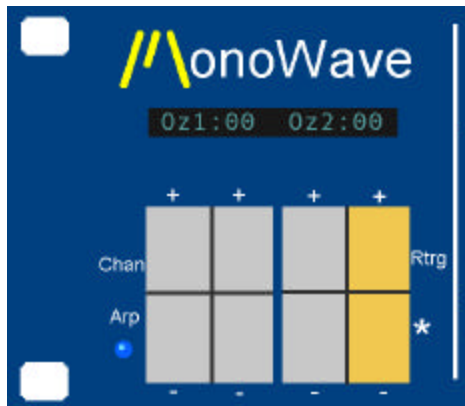 MonoWave
Oz1:00 Oz2:00
+ + + +
Chan Rtrg
Arp *
- - - -